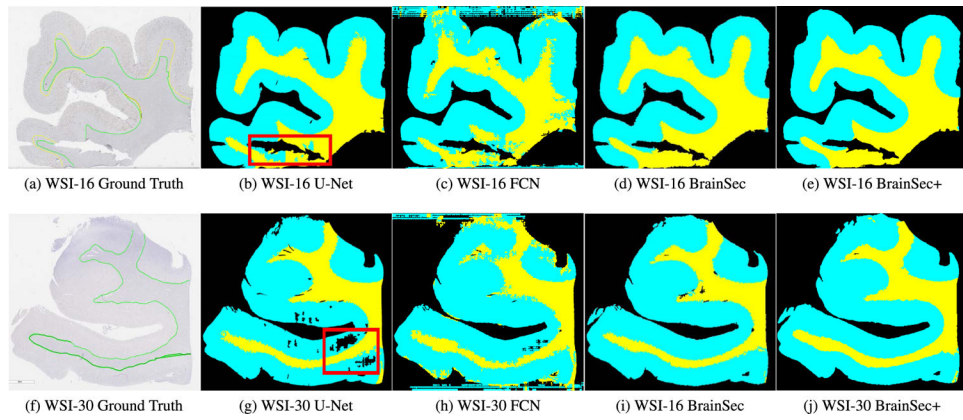 (a) WSI-16 Ground Truth
(b) WSI-16 U-Net
(c) WSI-16 FCN
(d) WSI-16 BrainSec
(e) WSI-16 BrainSec+
(f) WSI-30 Ground Truth
(g) WSI-30 U-Net
(h) WSI-30 FCN
(i) WSI-16 BrainSec
(j) WSI-30 BrainSec+